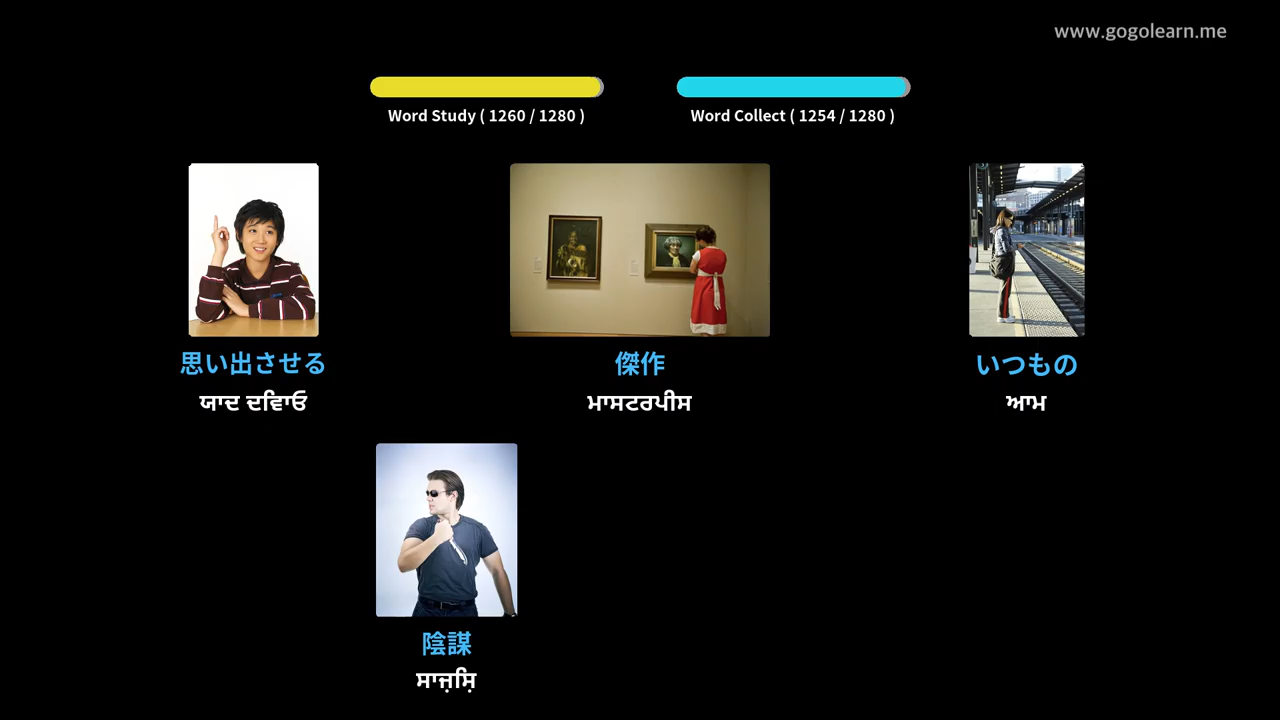 www.gogolearn.me
Word Study ( 1260 / 1280 )
Word Collect ( 1254 / 1280 )
思い出させる
傑作
いつもの
ਯਾਦ ਦਵਿਾਓ
ਮਾਸਟਰਪੀਸ
ਆਮ
陰謀
ਸਾਜ਼ਸਿ਼